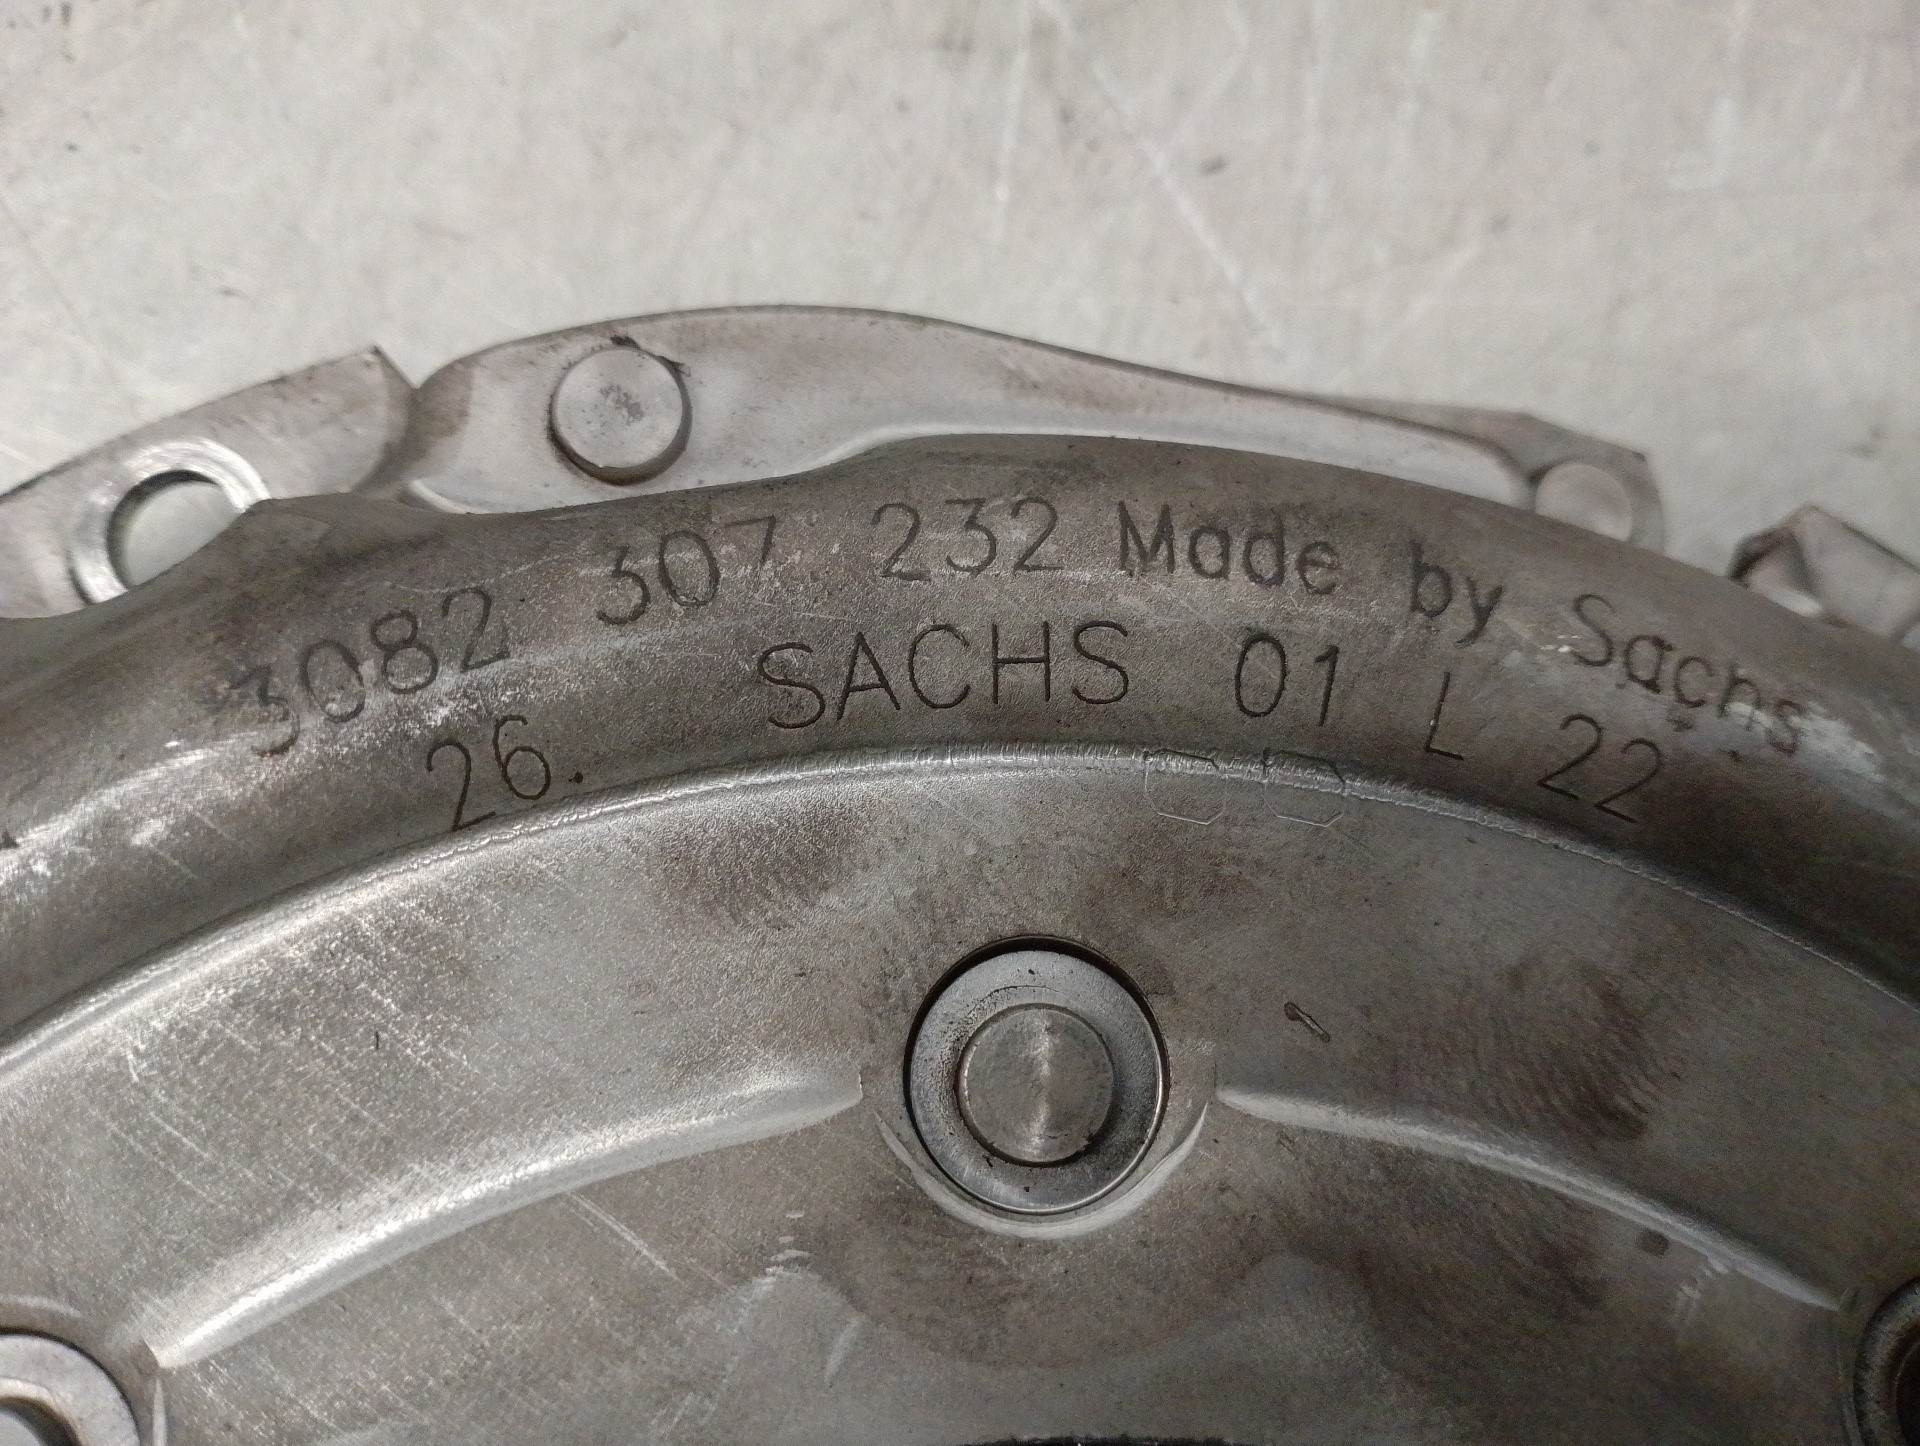 3082 307 232 Made by Sachs
26. SACHS 01 L 22